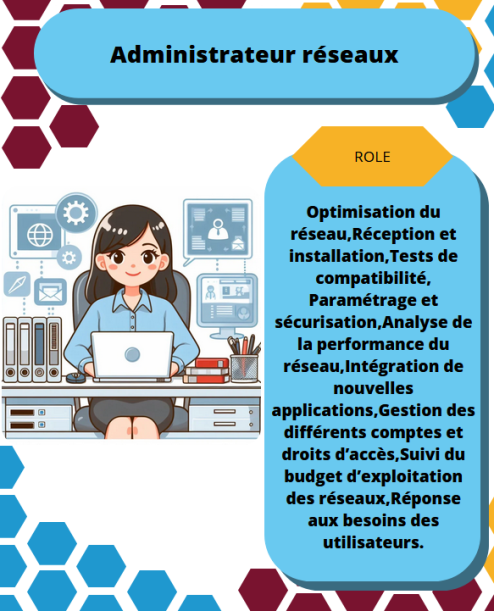 Administrateur réseaux
ROLE
Optimisation du
réseau,Réception et
installation,Tests de
compatibilité,
Paramétrage et
sécurisation,Analyse de
la performance du
réseau,Intégration de
nouvelles
applications,Gestion des
différents comptes et
droits d’accès,Suivi du
budget d’exploitation
des réseaux,Réponse
aux besoins des
utilisateurs.